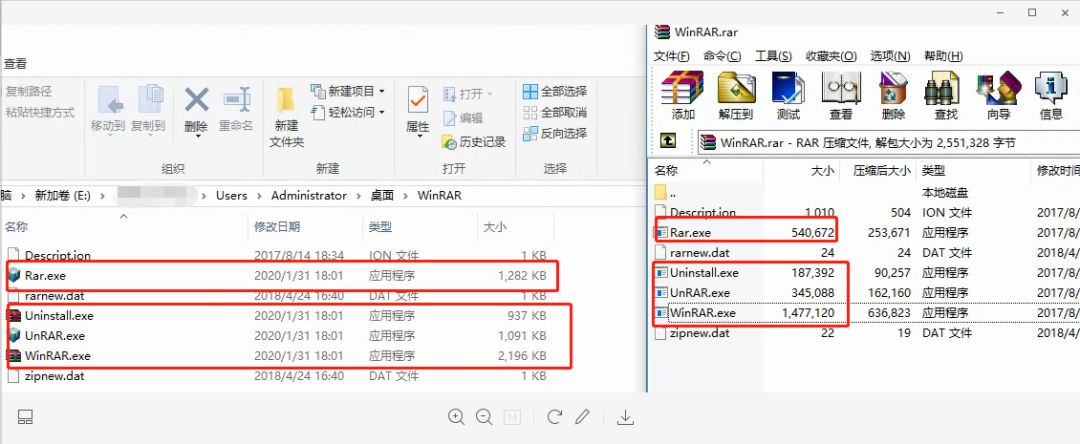 查看
复制路径
粘贴快捷方式
移动到 复制到 删除 重命名
新建
文件夹
新建项目
轻松访问
属性
打开
编辑
历史记录
全部选择
全部取消
反向选择
组织 新建 打开 选择
脑 新加卷 (E:) Users Administrator 桌面 WinRAR
名称 修改日期 类型 大小
Descript.ion 2017/8/14 18:34 ION 文件 1 KB
Rar.exe 2020/1/31 18:01 应用程序 1,282 KB
rarnew.dat 2018/4/24 16:40 DAT 文件 1 KB
Uninstall.exe 2020/1/31 18:01 应用程序 937 KB
UnRAR.exe 2020/1/31 18:01 应用程序 1,091 KB
WinRAR.exe 2020/1/31 18:01 应用程序 2,196 KB
zipnew.dat 2018/4/24 16:40 DAT 文件 1 KB
WinRAR.rar
文件(F) 命令(C) 工具(S) 收藏夹(O) 选项(N) 帮助(H)
添加 解压到 测试 查看 删除 查找 向导 信息
WinRAR.rar - RAR 压缩文件, 解包大小为 2,551,328 字节
名称 大小 压缩后大小 类型 修改时间
.. 本地磁盘
Descript.ion 1,010 504 ION 文件 2017/8/
Rar.exe 540,672 253,671 应用程序 2017/8/
rarnew.dat 24 24 DAT 文件 2018/4/
Uninstall.exe 187,392 90,257 应用程序 2017/8/
UnRAR.exe 345,088 162,160 应用程序 2017/8/
WinRAR.exe 1,477,120 636,823 应用程序 2017/8/
zipnew.dat 22 19 DAT 文件 2018/4/
1:1